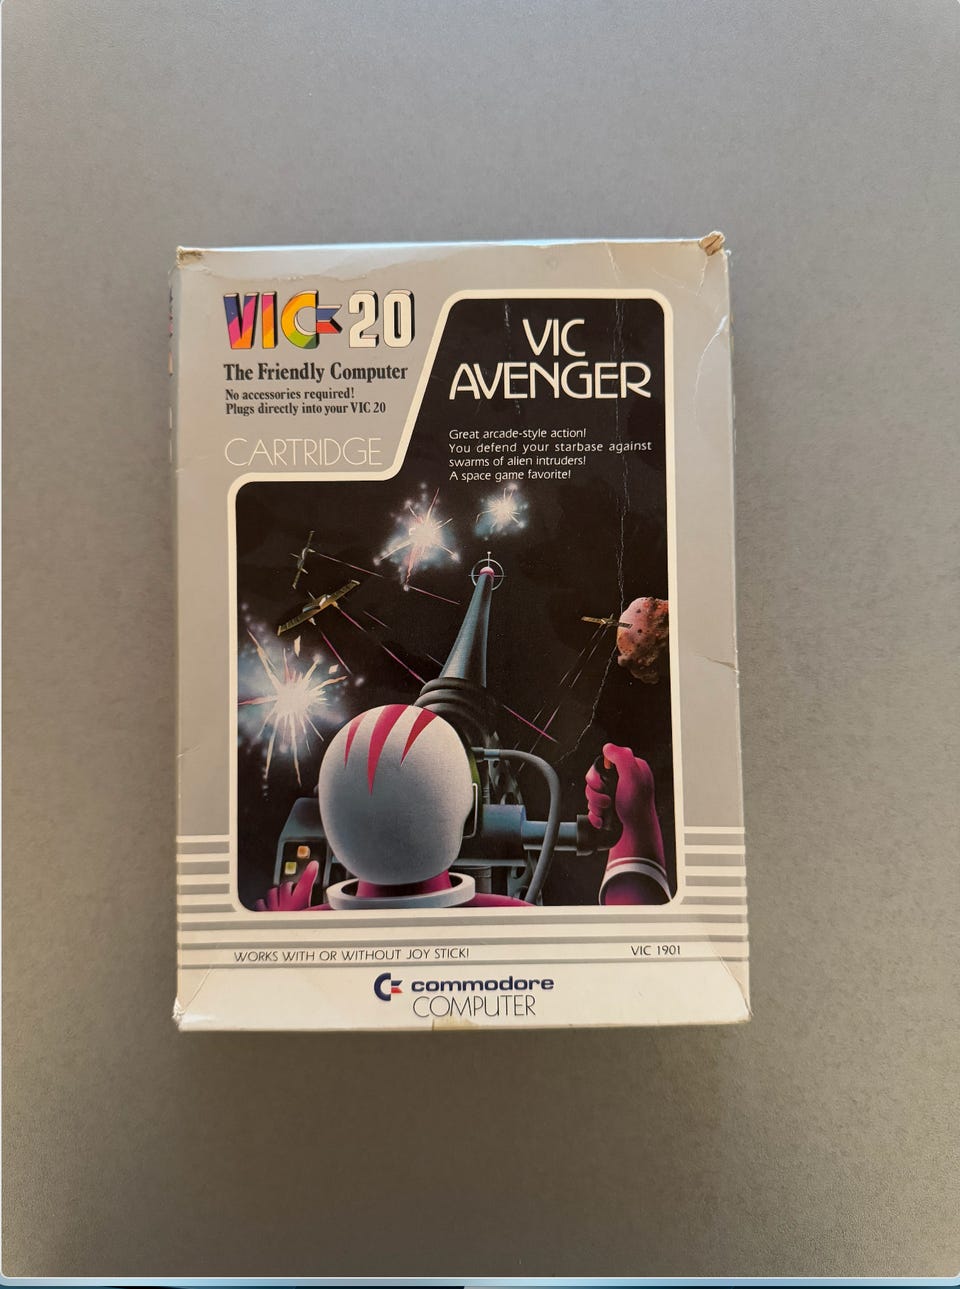 VIC 20
The Friendly Computer
No accessories required!
Plugs directly into your VIC 20
CARTRIDGE
VIC
AVENGER
Great arcade-style action!
You defend your starbase against
swarms of alien intruders!
A space game favorite!
WORKS WITH OR WITHOUT JOY STICK!
VIC 1901
commodore
COMPUTER